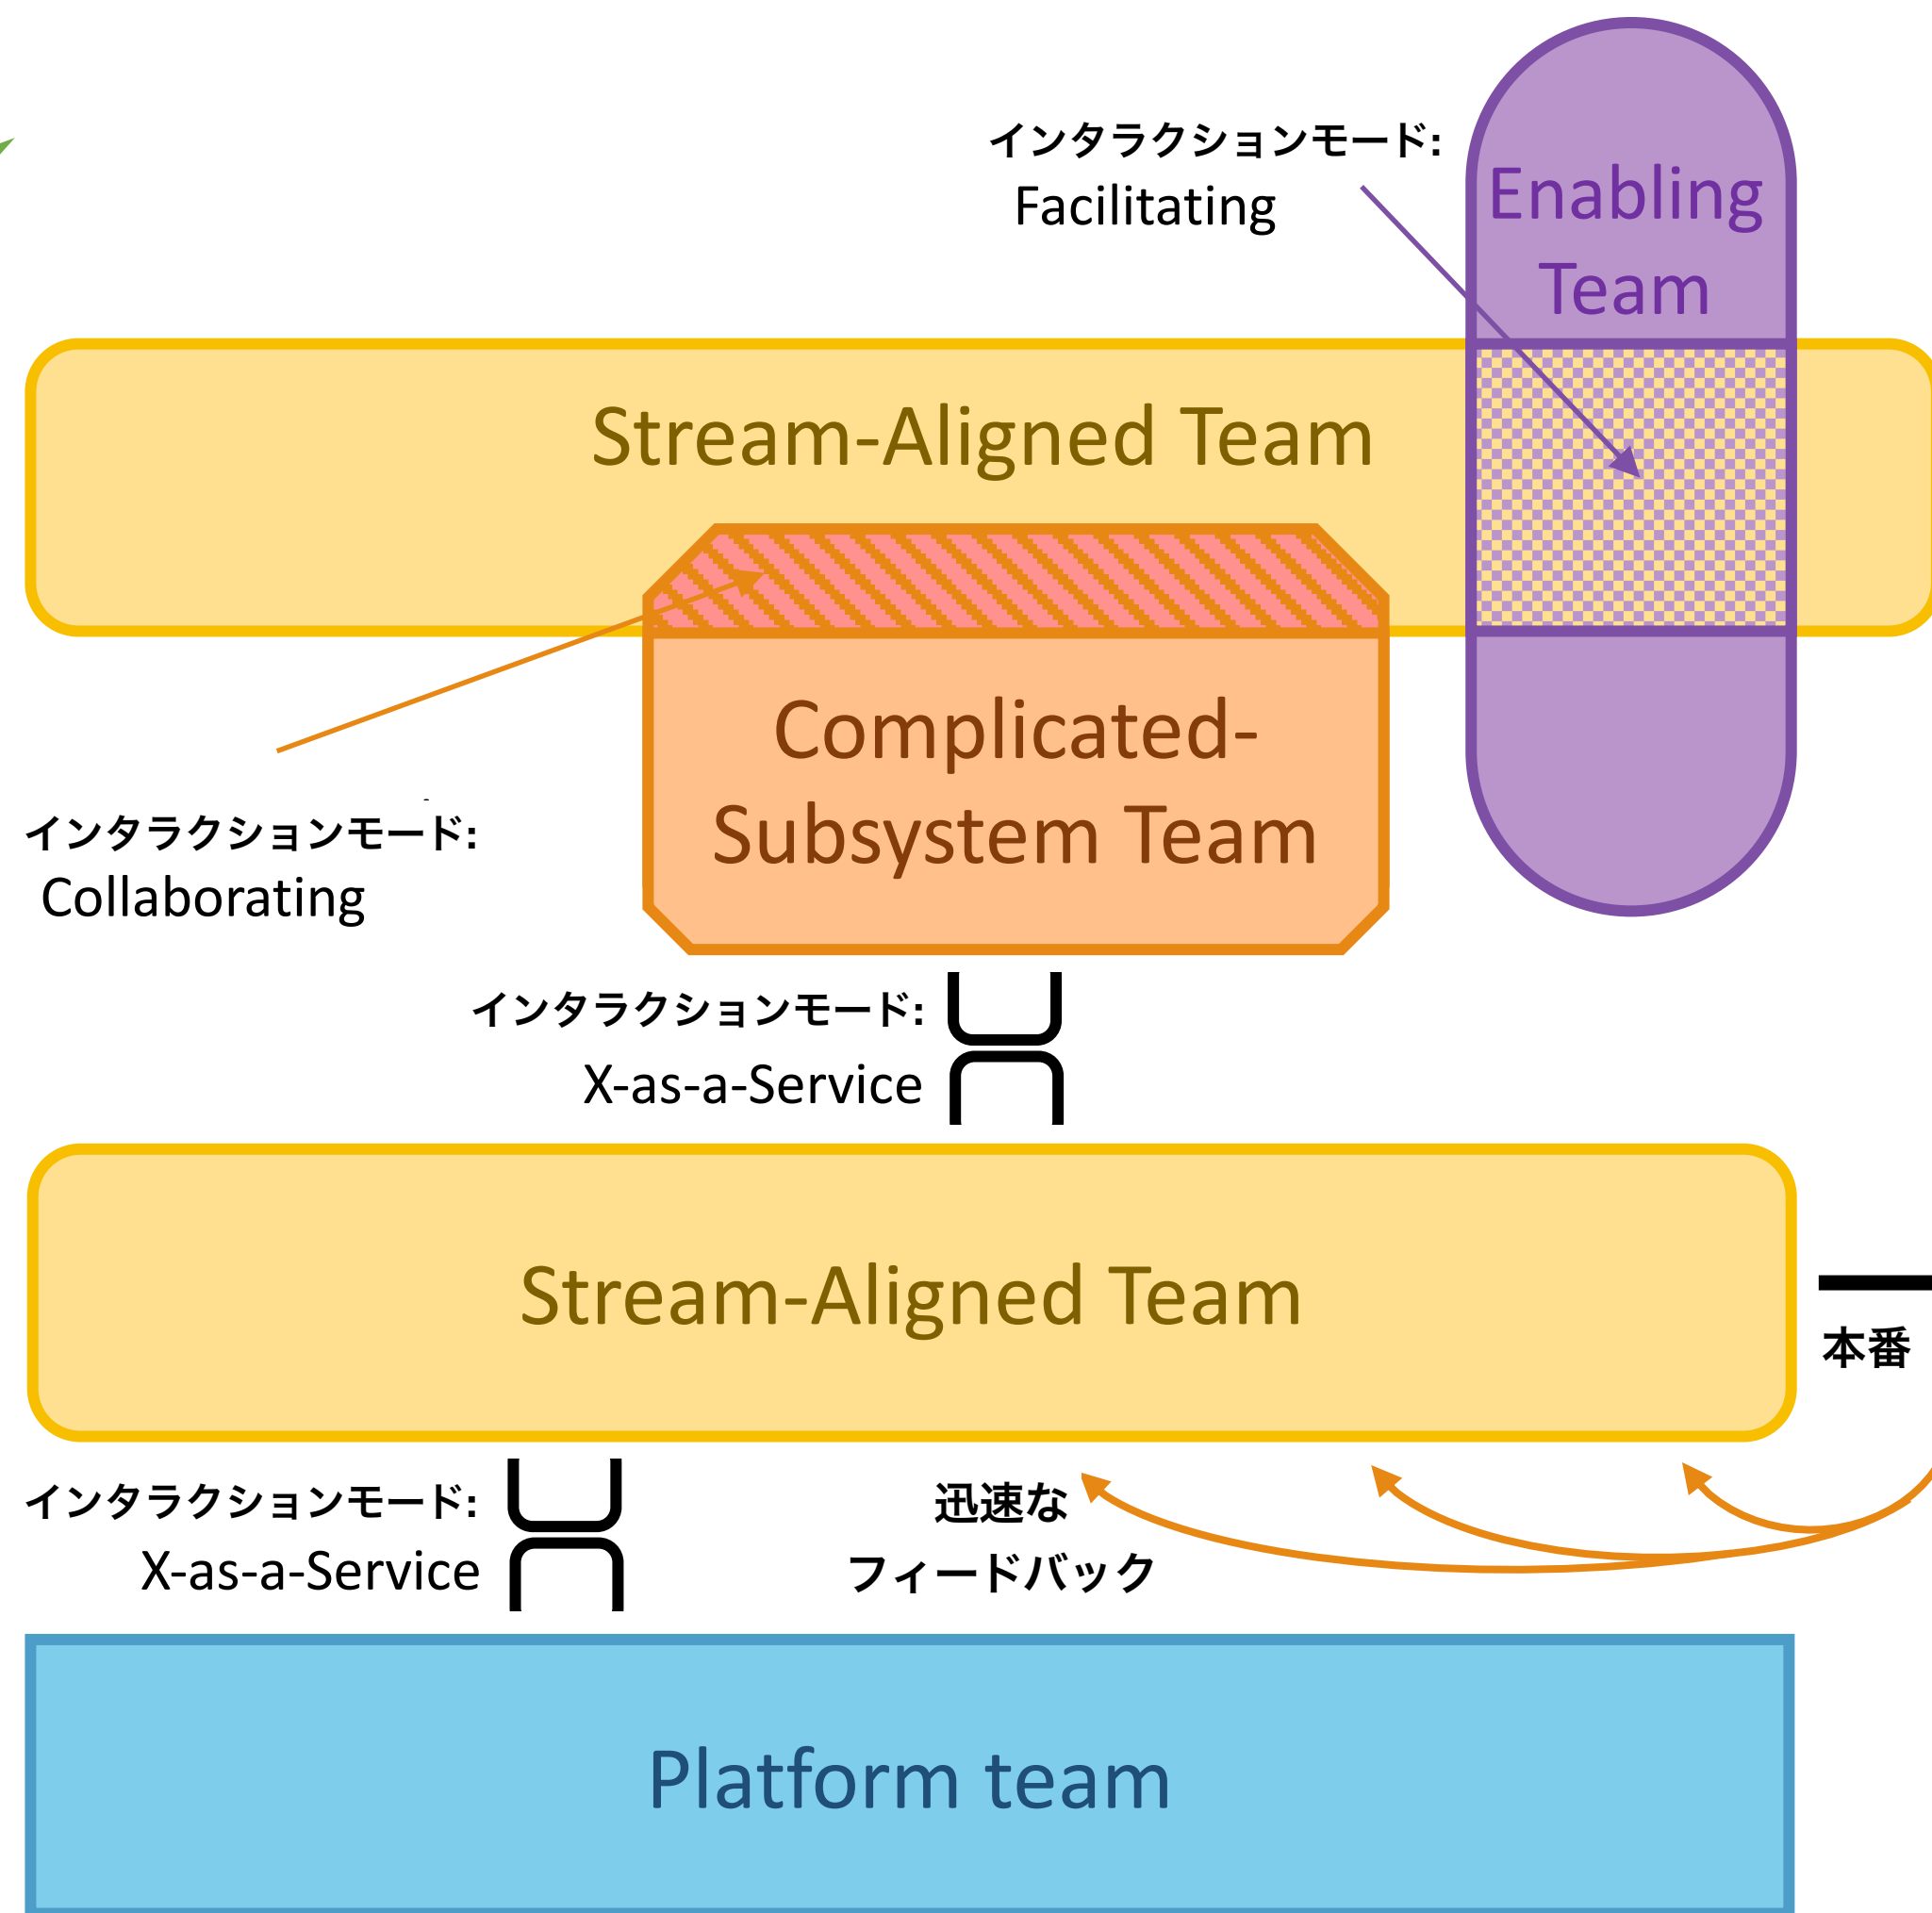 インタラクションモード:
Facilitating
Enabling
Team
Stream-Aligned Team
Complicated-
Subsystem Team
インタラクションモード:
Collaborating
インタラクションモード:
X-as-a-Service
Stream-Aligned Team
本番
インタラクションモード:
X-as-a-Service
迅速な
フィードバック
Platform team